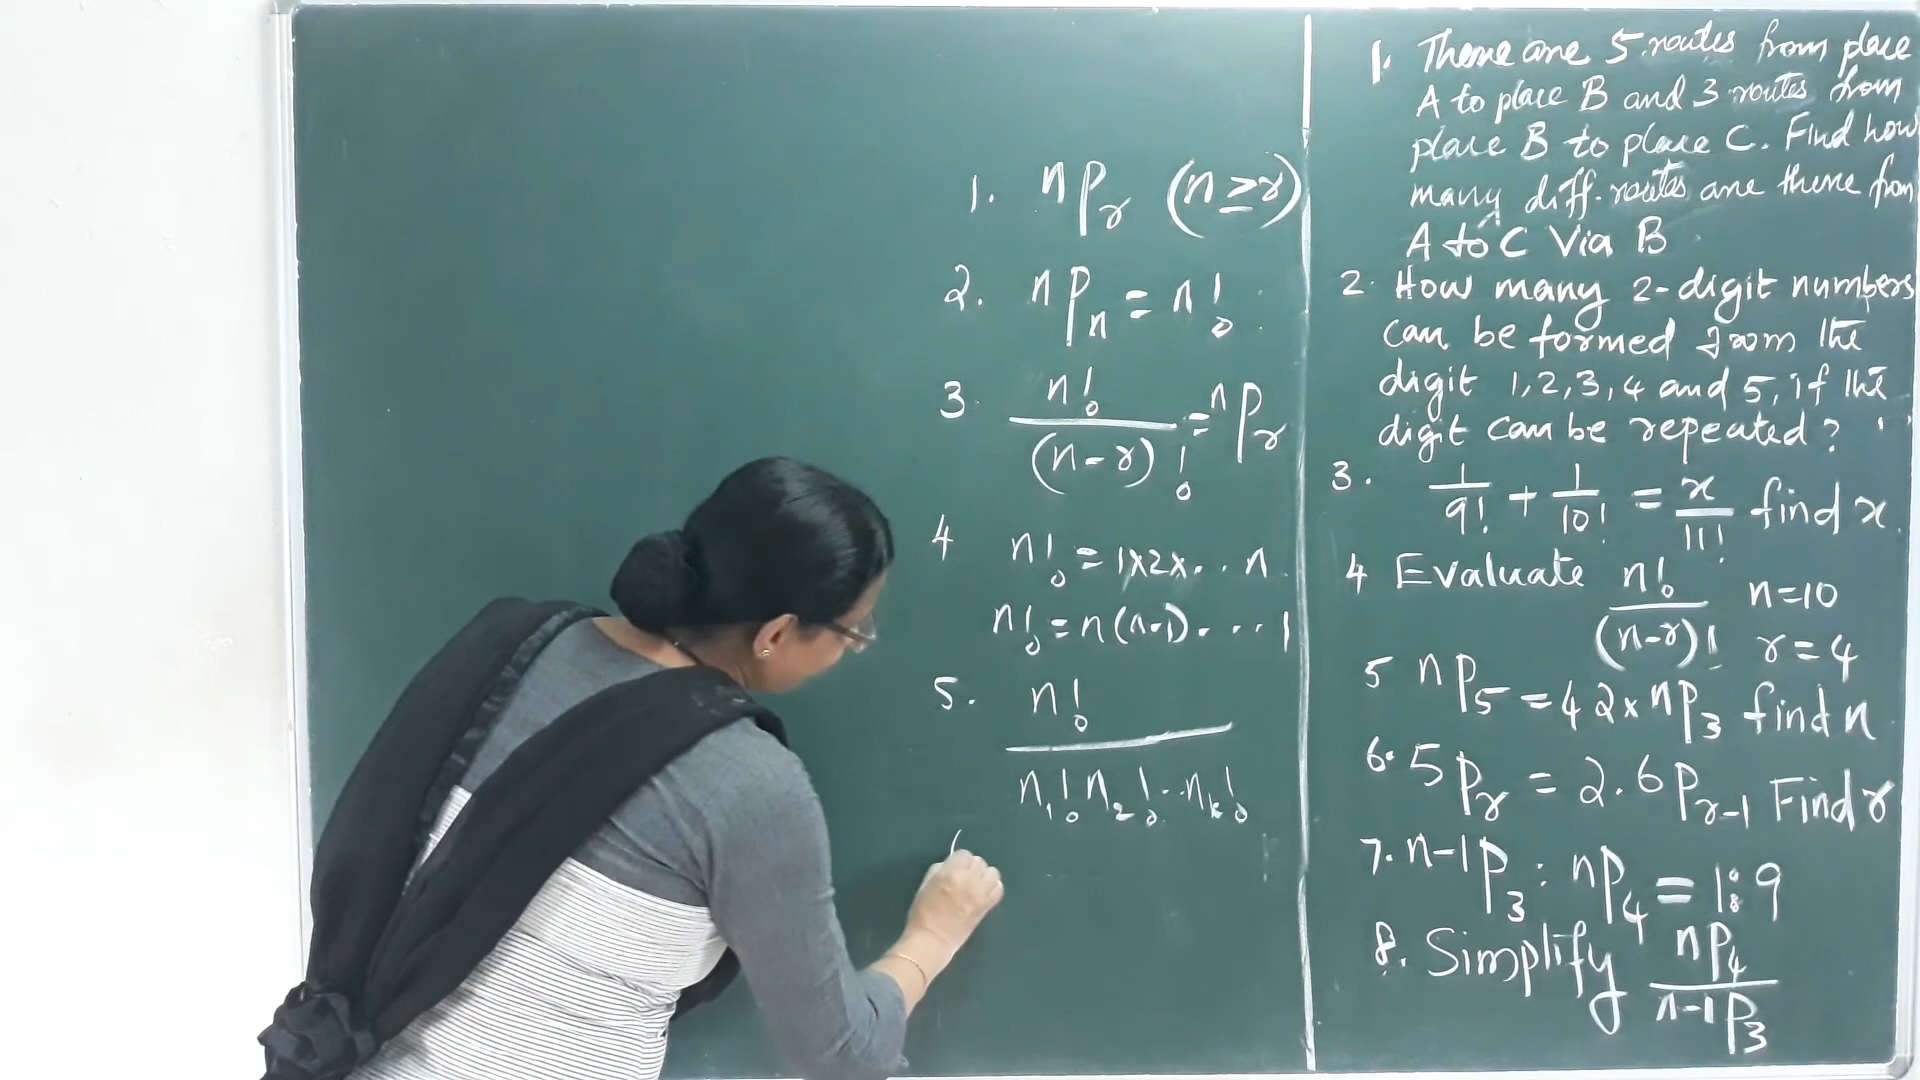 1. nPr (n≥r)
2. nPn = n!
3. n!/(n-r)! = nPr
4 n! = 1x2x... n
n! = n(n-1)....1
5. n!/n1! n2!...nk!
1. There are 5 routes from place
A to place B and 3 routes from
place B to place C. Find how
many diff. routes are there from
A to C Via B
2. How many 2-digit numbers
can be formed from the
digit 1,2,3,4 and 5, if the
digit can be repeated?
3. 1/9! + 1/10! = x/11! find x
4 Evaluate n!/(n-r)! n=10
r=4
5 nP5 = 42x nP3 find n
6. 5Pr = 2.6Pr-1 Find r
7. n-1P3 : nP4 = 1:9
8. Simplify nP4/n-1P3